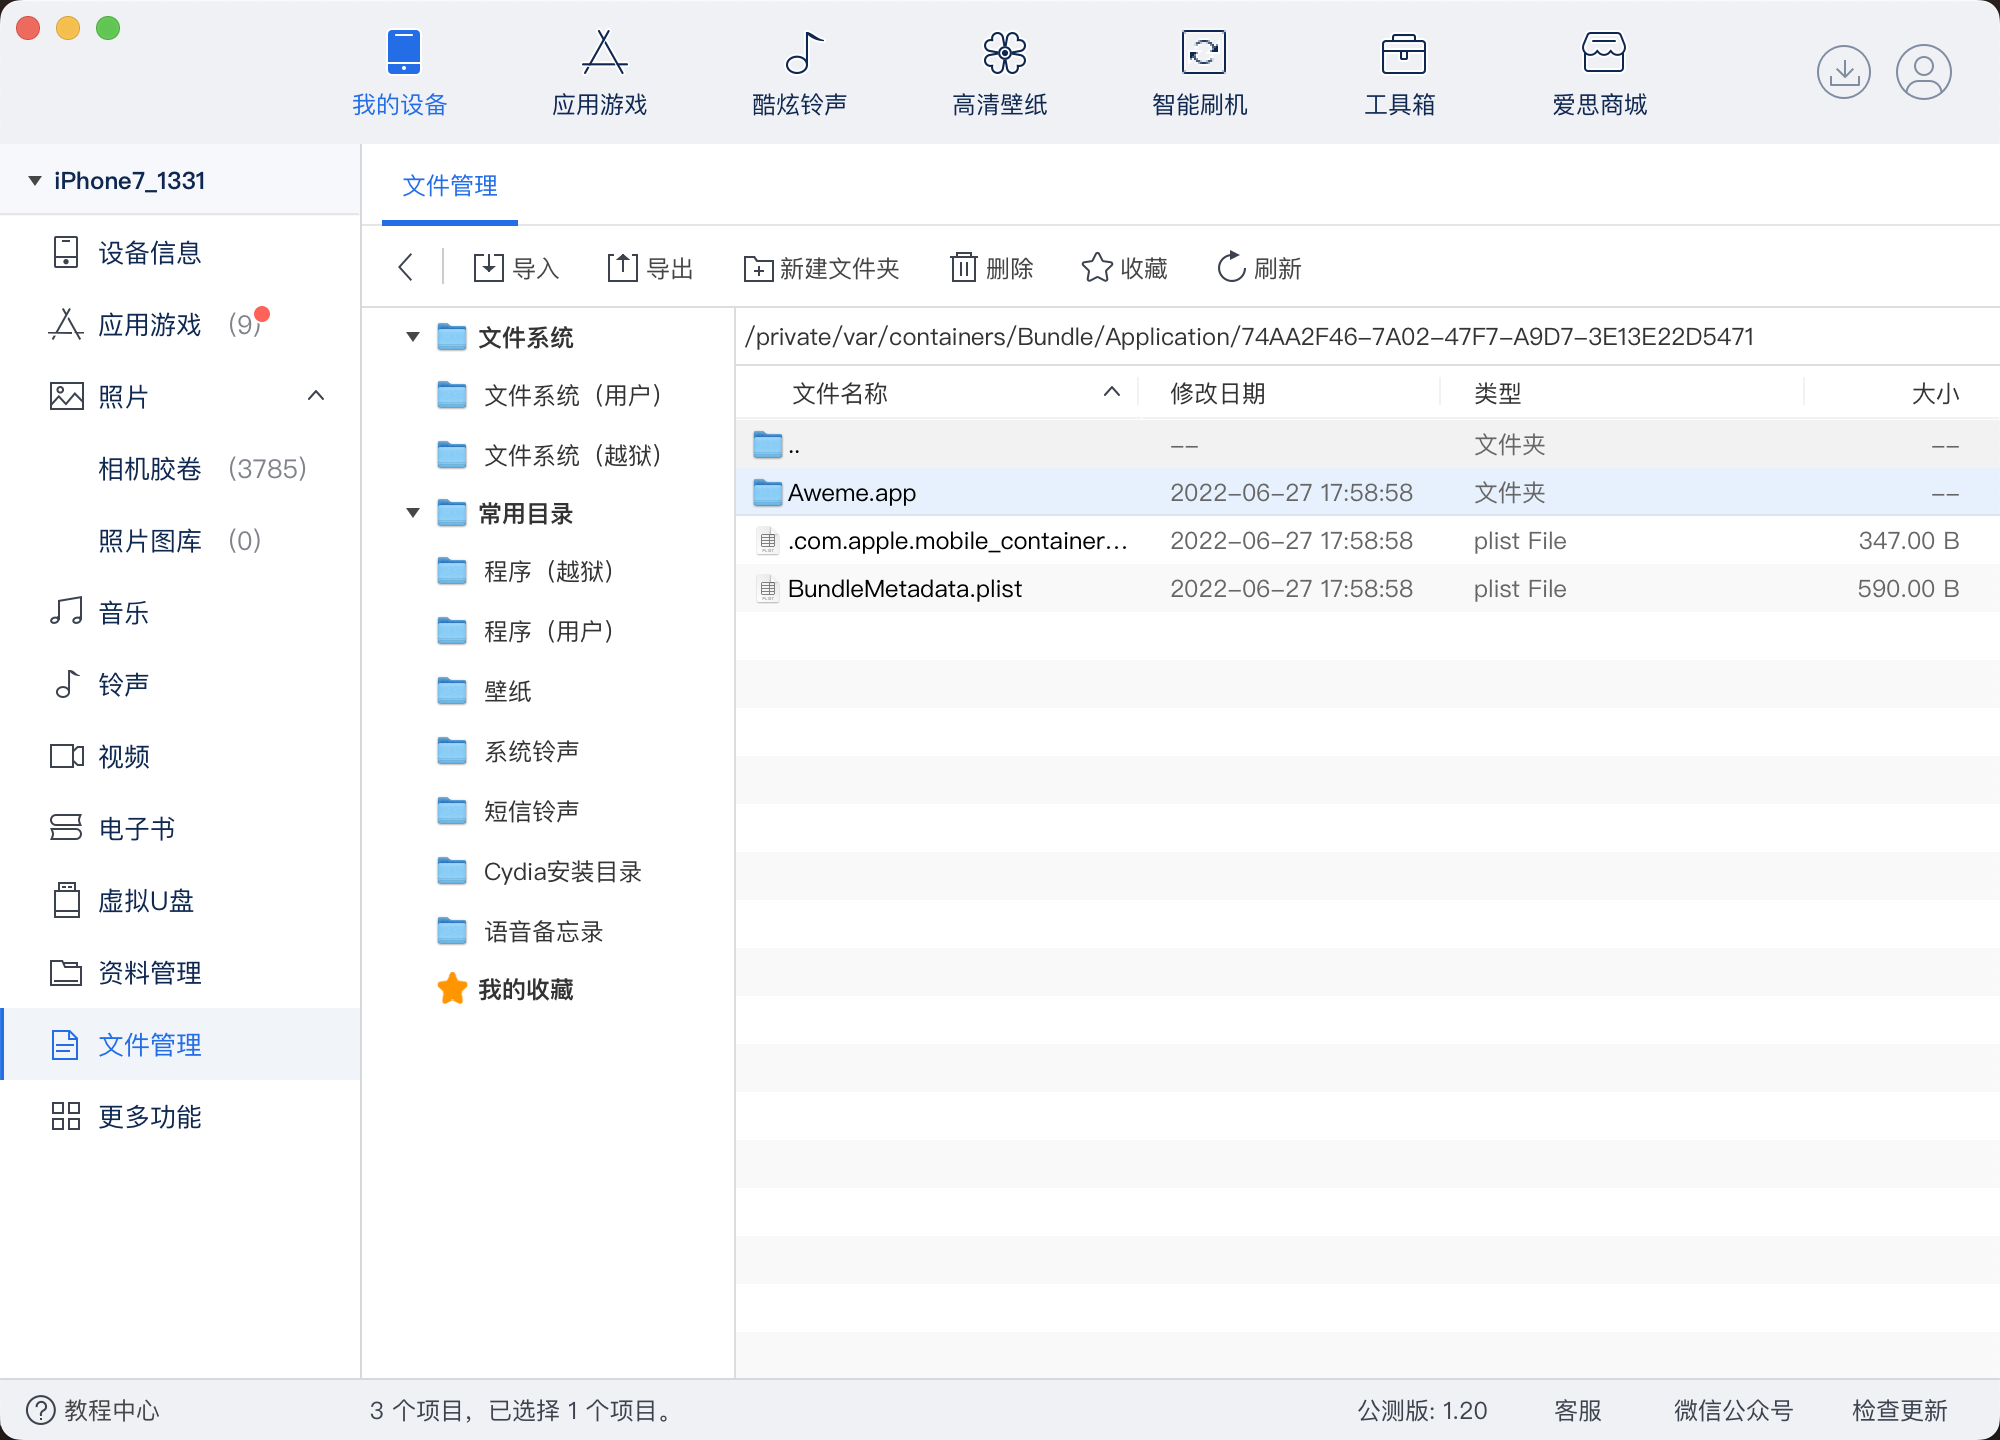 我的设备
应用游戏
酷炫铃声
高清壁纸
智能刷机
工具箱
爱思商城
iPhone7_1331
设备信息
应用游戏 (9)
照片
相机胶卷 (3785)
照片图库 (0)
音乐
铃声
视频
电子书
虚拟U盘
资料管理
文件管理
更多功能
文件管理
导入
导出
新建文件夹
删除
收藏
刷新
文件系统
文件系统（用户）
文件系统（越狱）
常用目录
程序（越狱）
程序（用户）
壁纸
系统铃声
短信铃声
Cydia安装目录
语音备忘录
我的收藏
/private/var/containers/Bundle/Application/74AA2F46-7A02-47F7-A9D7-3E13E22D5471
文件名称 修改日期 类型 大小
.. -- 文件夹 --
Aweme.app 2022-06-27 17:58:58 文件夹 --
.com.apple.mobile_container... 2022-06-27 17:58:58 plist File 347.00 B
BundleMetadata.plist 2022-06-27 17:58:58 plist File 590.00 B
教程中心
3 个项目，已选择 1 个项目。
公测版: 1.20
客服
微信公众号
检查更新